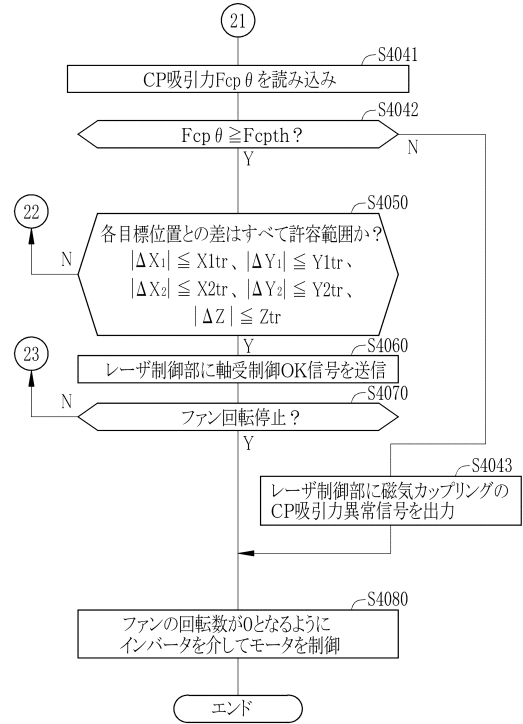 21
S4041
CP吸引力Fcpθを読み込み
S4042
Fcpθ≧Fcpth?
N
Y
S4050
22
各目標位置との差はすべて許容範囲か?
|ΔX₁|≦X1tr、|ΔY₁|≦Y1tr、
|ΔX₂|≦X2tr、|ΔY₂|≦Y2tr、
|ΔZ|≦Ztr
N
Y
S4060
23
レーザ制御部に軸受制御OK信号を送信
S4070
N
ファン回転停止?
Y
S4043
レーザ制御部に磁気カップリングの
CP吸引力異常信号を出力
S4080
ファンの回転数が0となるように
インバータを介してモータを制御
エンド